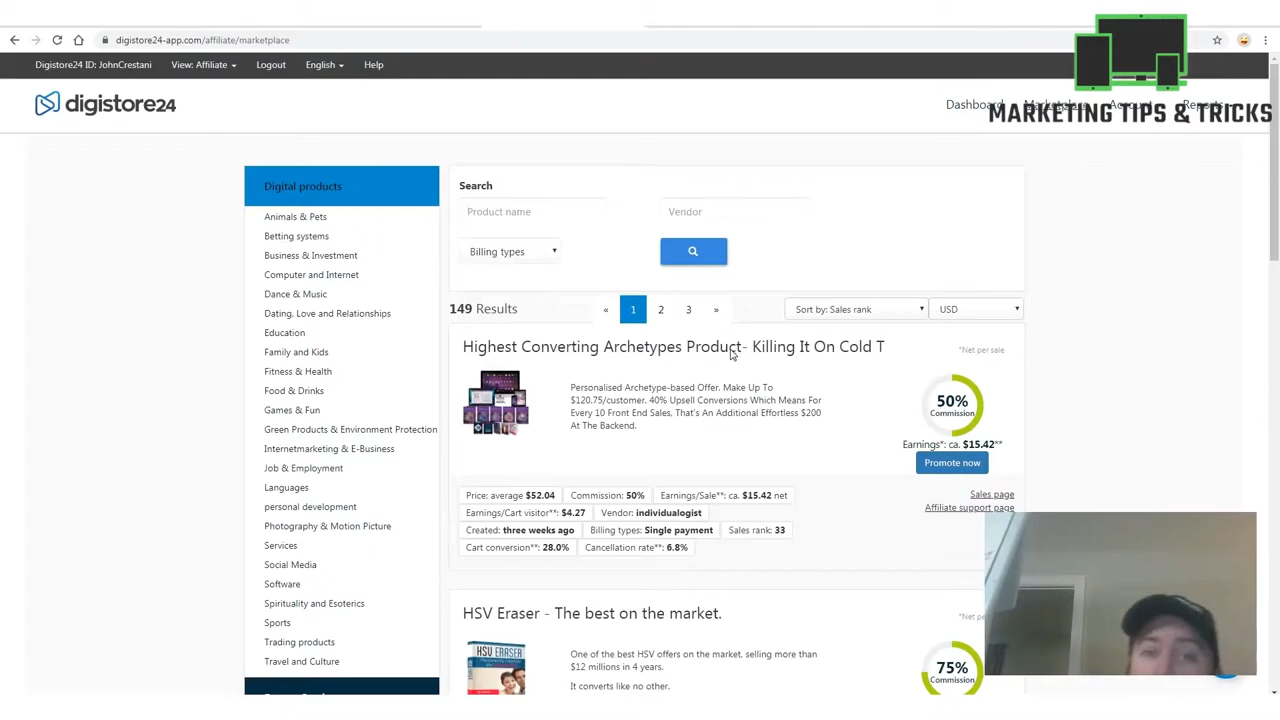 digistore24-app.com/affiliate/marketplace
Digistore24 ID: JohnCrestani View: Affiliate Logout English Help
digistore24
Dashboard Marketplace Account Reports
MARKETING TIPS & TRICKS
Digital products
Animals & Pets
Betting systems
Business & Investment
Computer and Internet
Dance & Music
Dating, Love and Relationships
Education
Family and Kids
Fitness & Health
Food & Drinks
Games & Fun
Green Products & Environment Protection
Internetmarketing & E-Business
Job & Employment
Languages
personal development
Photography & Motion Picture
Services
Social Media
Software
Spirituality and Esoterics
Sports
Trading products
Travel and Culture
Search
Product name Vendor
Billing types
149 Results « 1 2 3 » Sort by: Sales rank USD
Highest Converting Archetypes Product- Killing It On Cold T
*Net per sale
Personalised Archetype-based Offer. Make Up To
$120.75/customer. 40% Upsell Conversions Which Means For
Every 10 Front End Sales, That's An Additional Effortless $200
At The Backend.
50%
Commission
Earnings*: ca. $15.42**
Promote now
Price: average $52.04 Commission: 50% Earnings/Sale**: ca. $15.42 net
Earnings/Cart visitor**: $4.27 Vendor: individualogist
Created: three weeks ago Billing types: Single payment Sales rank: 33
Cart conversion**: 28.0% Cancellation rate**: 6.8%
Sales page
Affiliate support page
HSV Eraser - The best on the market.
*Net pe
HSV ERASER
One of the best HSV offers on the market, selling more than
$12 millions in 4 years.
It converts like no other.
75%
Commission